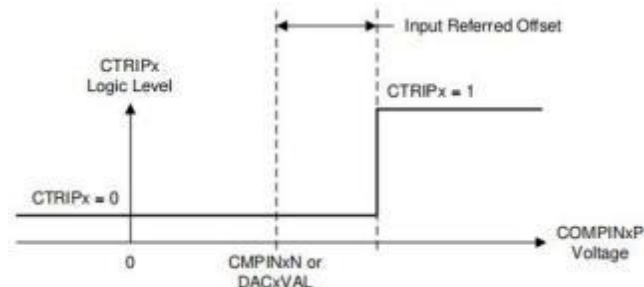 Input Referred Offset
CTRIPx
Logic Level
CTRIPx = 1
CTRIPx = 0
COMPINxP
Voltage
0
CMPINxN or
DACxVAL